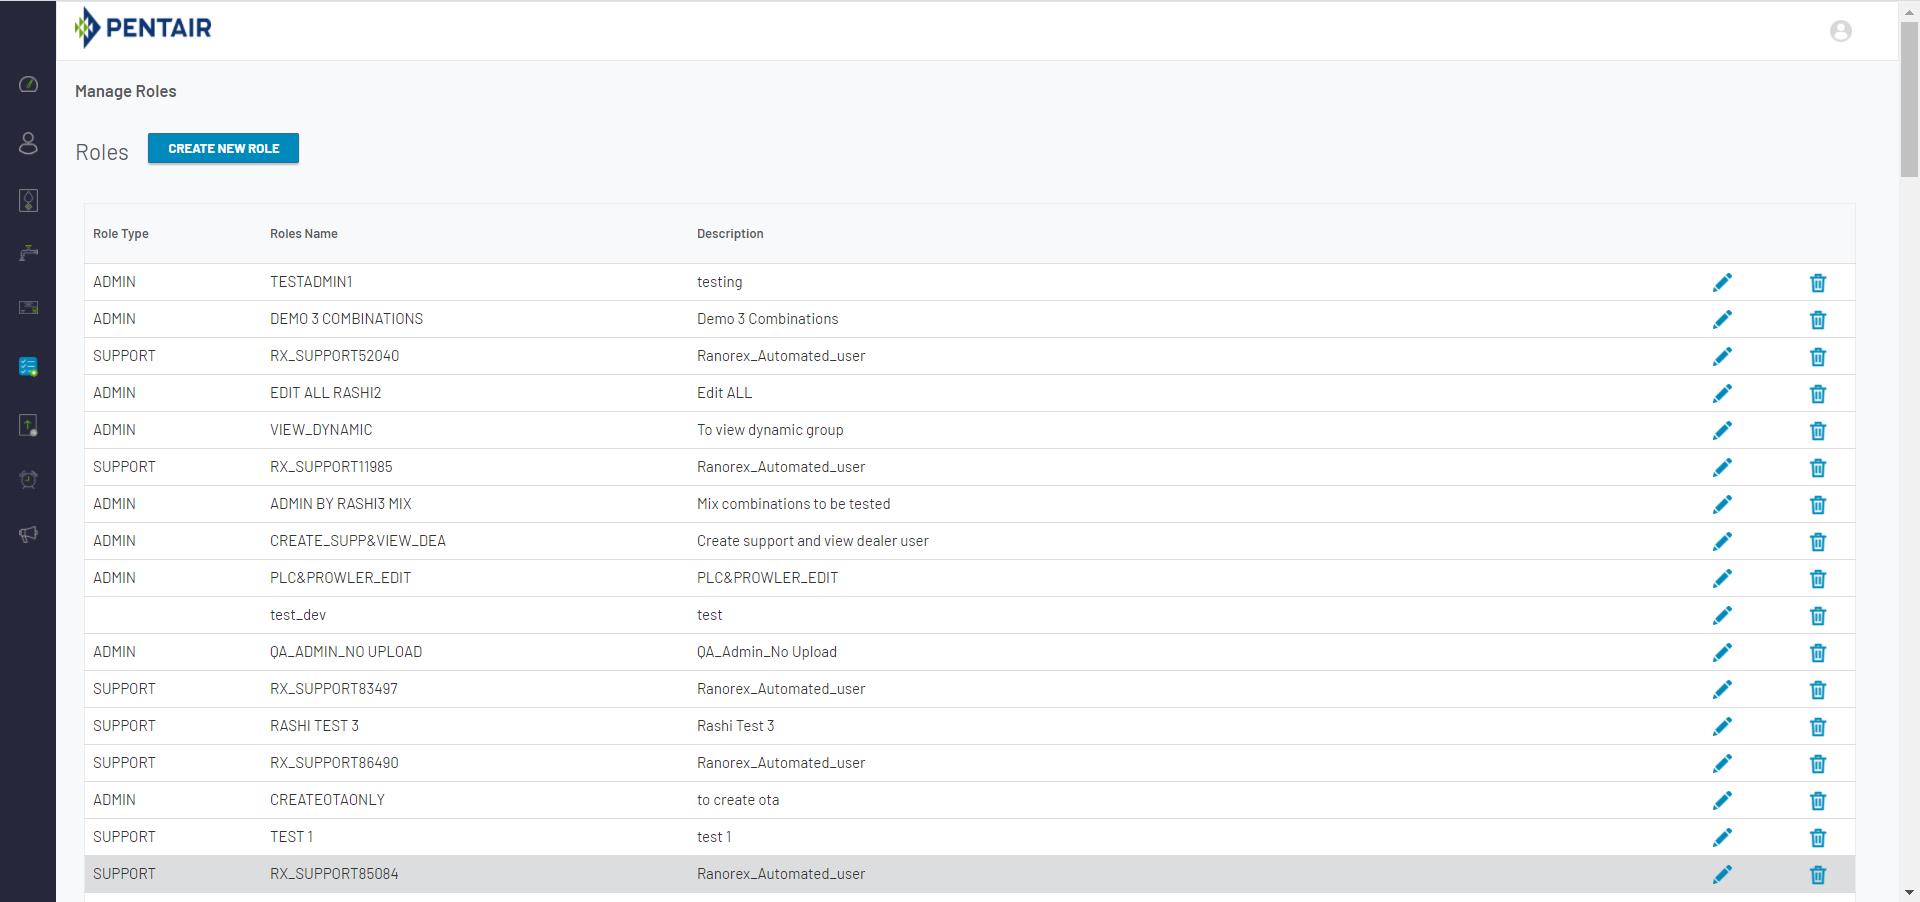 PENTAIR
Manage Roles
Roles CREATE NEW ROLE
Role Type Roles Name Description
ADMIN TESTADMIN1 testing
ADMIN DEMO 3 COMBINATIONS Demo 3 Combinations
SUPPORT RX_SUPPORT52040 Ranorex_Automated_user
ADMIN EDIT ALL RASHI2 Edit ALL
ADMIN VIEW_DYNAMIC To view dynamic group
SUPPORT RX_SUPPORT11985 Ranorex_Automated_user
ADMIN ADMIN BY RASHI3 MIX Mix combinations to be tested
ADMIN CREATE_SUPP&VIEW_DEA Create support and view dealer user
ADMIN PLC&PROWLER_EDIT PLC&PROWLER_EDIT
test_dev test
ADMIN QA_ADMIN_NO UPLOAD QA_Admin_No Upload
SUPPORT RX_SUPPORT83497 Ranorex_Automated_user
SUPPORT RASHI TEST 3 Rashi Test 3
SUPPORT RX_SUPPORT86490 Ranorex_Automated_user
ADMIN CREATEOTAONLY to create ota
SUPPORT TEST 1 test 1
SUPPORT RX_SUPPORT85084 Ranorex_Automated_user